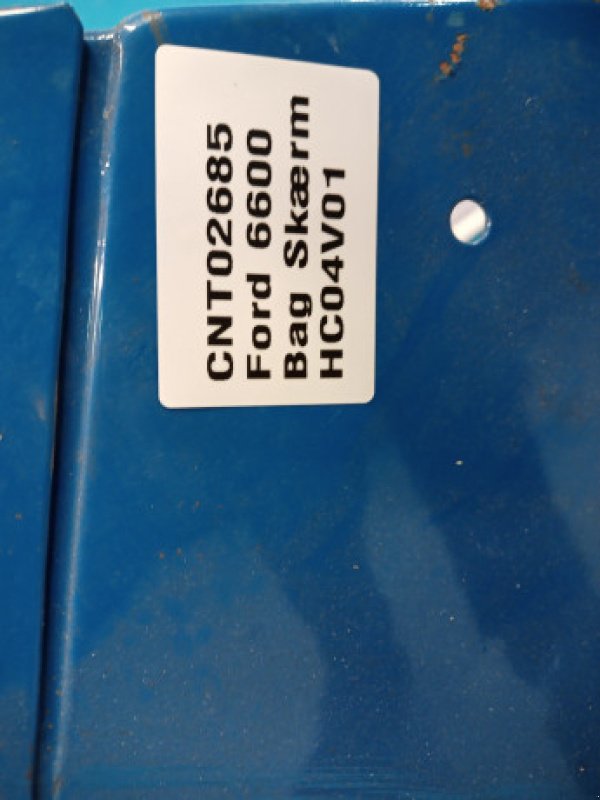 CNT02685
Ford 6600
Bag Skærm
HC04V01